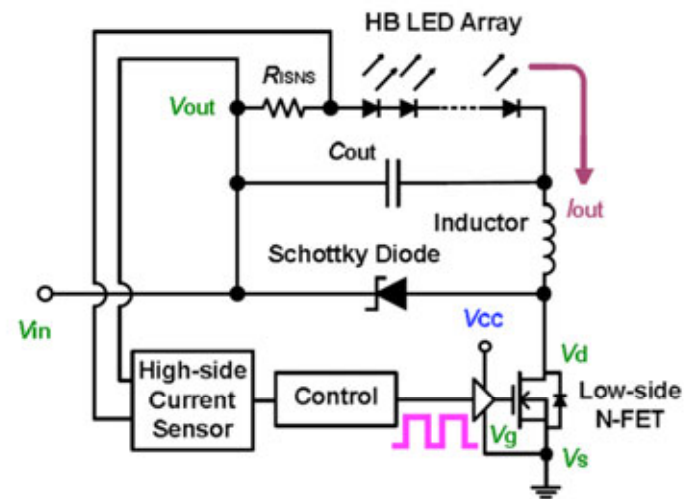 HB LED Array
RISNS
Vout
Cout
Iout
Inductor
Schottky Diode
Vin
Vcc
Vd
High-side
Current
Sensor
Control
Low-side
N-FET
Vg
Vs